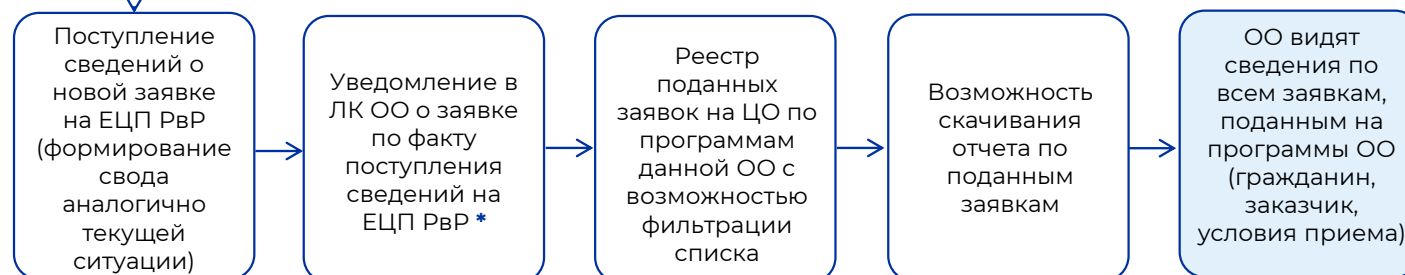 Поступление
сведений о
новой заявке
на ЕЦП РвР
(формирование
свода
аналогично
текущей
ситуации)
Уведомление в
ЛК ОО о заявке
по факту
поступления
сведений на
ЕЦП РвР *
Реестр
поданных
заявок на ЦО по
программам
данной ОО с
возможностью
фильтрации
списка
Возможность
скачивания
отчета по
поданным
заявкам
ОО видят
сведения по
всем заявкам,
поданным на
программы ОО
(гражданин,
заказчик,
условия приема)